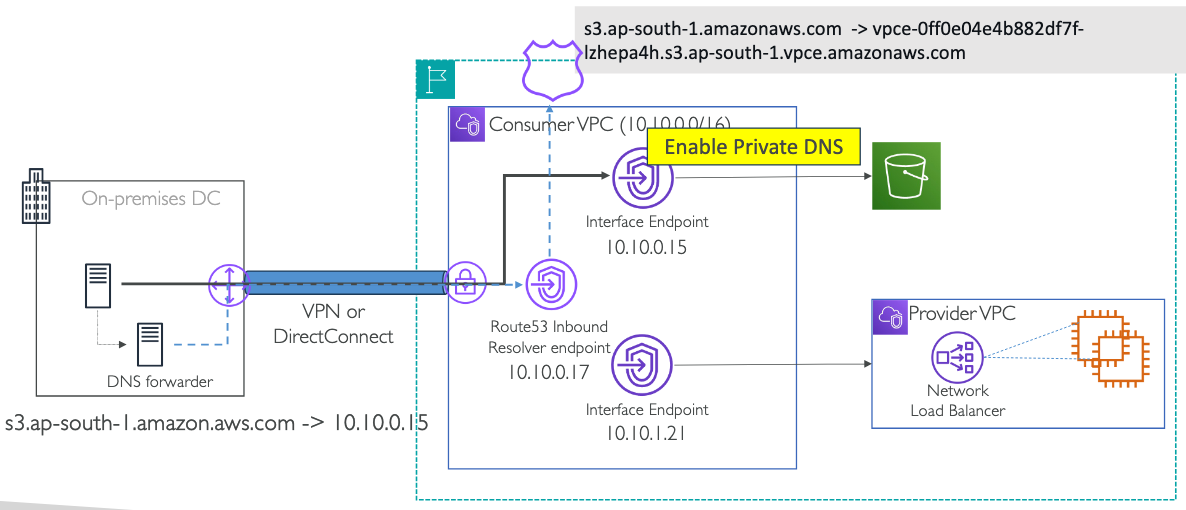 s3.ap-south-1.amazonaws.com -> vpce-0ff0e04e4b882df7f-
lzhepa4h.s3.ap-south-1.vpce.amazonaws.com
Consumer VPC (10.10.0.0/16)
Enable Private DNS
On-premises DC
Interface Endpoint
10.10.0.15
VPN or
DirectConnect
Route53 Inbound
Resolver endpoint
10.10.0.17
Provider VPC
DNS forwarder
Network
Load Balancer
Interface Endpoint
10.10.1.21
s3.ap-south-1.amazon.aws.com -> 10.10.0.15